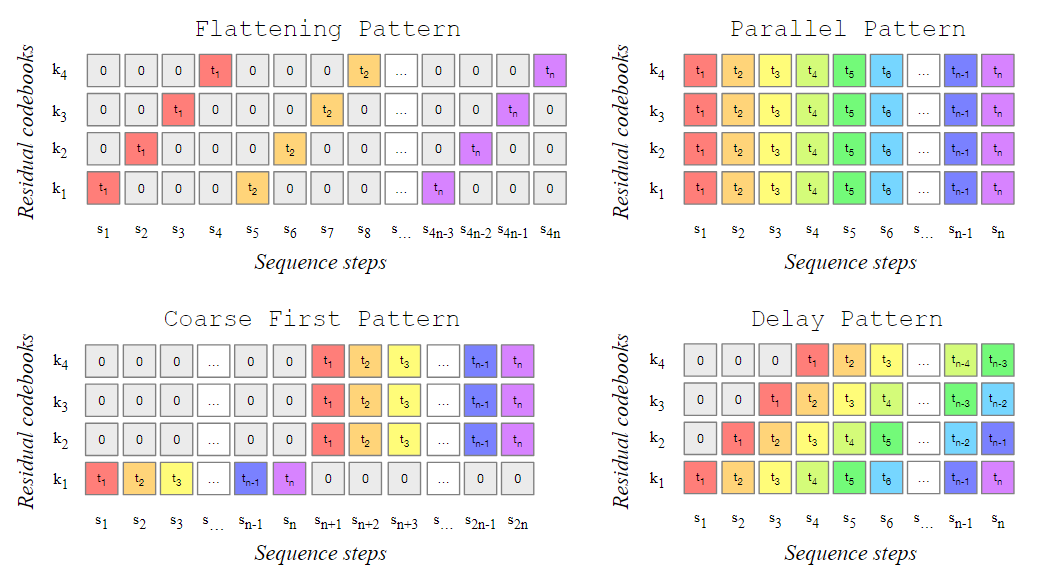 Flattening Pattern
Residual codebooks
k4 0 0 0 t1 0 0 0 t2 ... 0 0 0 tn
k3 0 0 t1 0 0 0 t2 0 ... 0 0 tn 0
k2 0 t1 0 0 0 t2 0 0 ... 0 tn 0 0
k1 t1 0 0 0 t2 0 0 0 ... tn 0 0 0
s1 s2 s3 s4 s5 s6 s7 s8 s... s4n-3 s4n-2 s4n-1 s4n
Sequence steps
Parallel Pattern
Residual codebooks
k4 t1 t2 t3 t4 t5 t6 ... tn-1 tn
k3 t1 t2 t3 t4 t5 t6 ... tn-1 tn
k2 t1 t2 t3 t4 t5 t6 ... tn-1 tn
k1 t1 t2 t3 t4 t5 t6 ... tn-1 tn
s1 s2 s3 s4 s5 s6 s... sn-1 sn
Sequence steps
Coarse First Pattern
Residual codebooks
k4 0 0 0 ... 0 0 t1 t2 t3 ... tn-1 tn
k3 0 0 0 ... 0 0 t1 t2 t3 ... tn-1 tn
k2 0 0 0 ... 0 0 t1 t2 t3 ... tn-1 tn
k1 t1 t2 t3 ... tn-1 tn 0 0 0 ... 0 0
s1 s2 s3 s... sn-1 sn sn+1 sn+2 sn+3 s... s2n-1 s2n
Sequence steps
Delay Pattern
Residual codebooks
k4 0 0 0 t1 t2 t3 ... tn-4 tn-3
k3 0 0 t1 t2 t3 t4 ... tn-3 tn-2
k2 0 t1 t2 t3 t4 t5 ... tn-2 tn-1
k1 t1 t2 t3 t4 t5 t6 ... tn-1 tn
s1 s2 s3 s4 s5 s6 s... sn-1 sn
Sequence steps